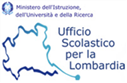 Ministero dell'Istruzione,
dell'Università e della Ricerca
Ufficio
Scolastico
per la
Lombardia